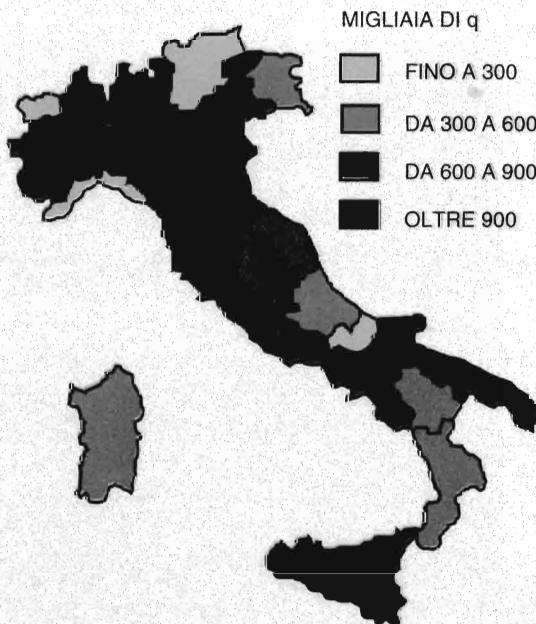 MIGLIAIA DI q
FINO A 300
DA 300 A 600
DA 600 A 900
OLTRE 900